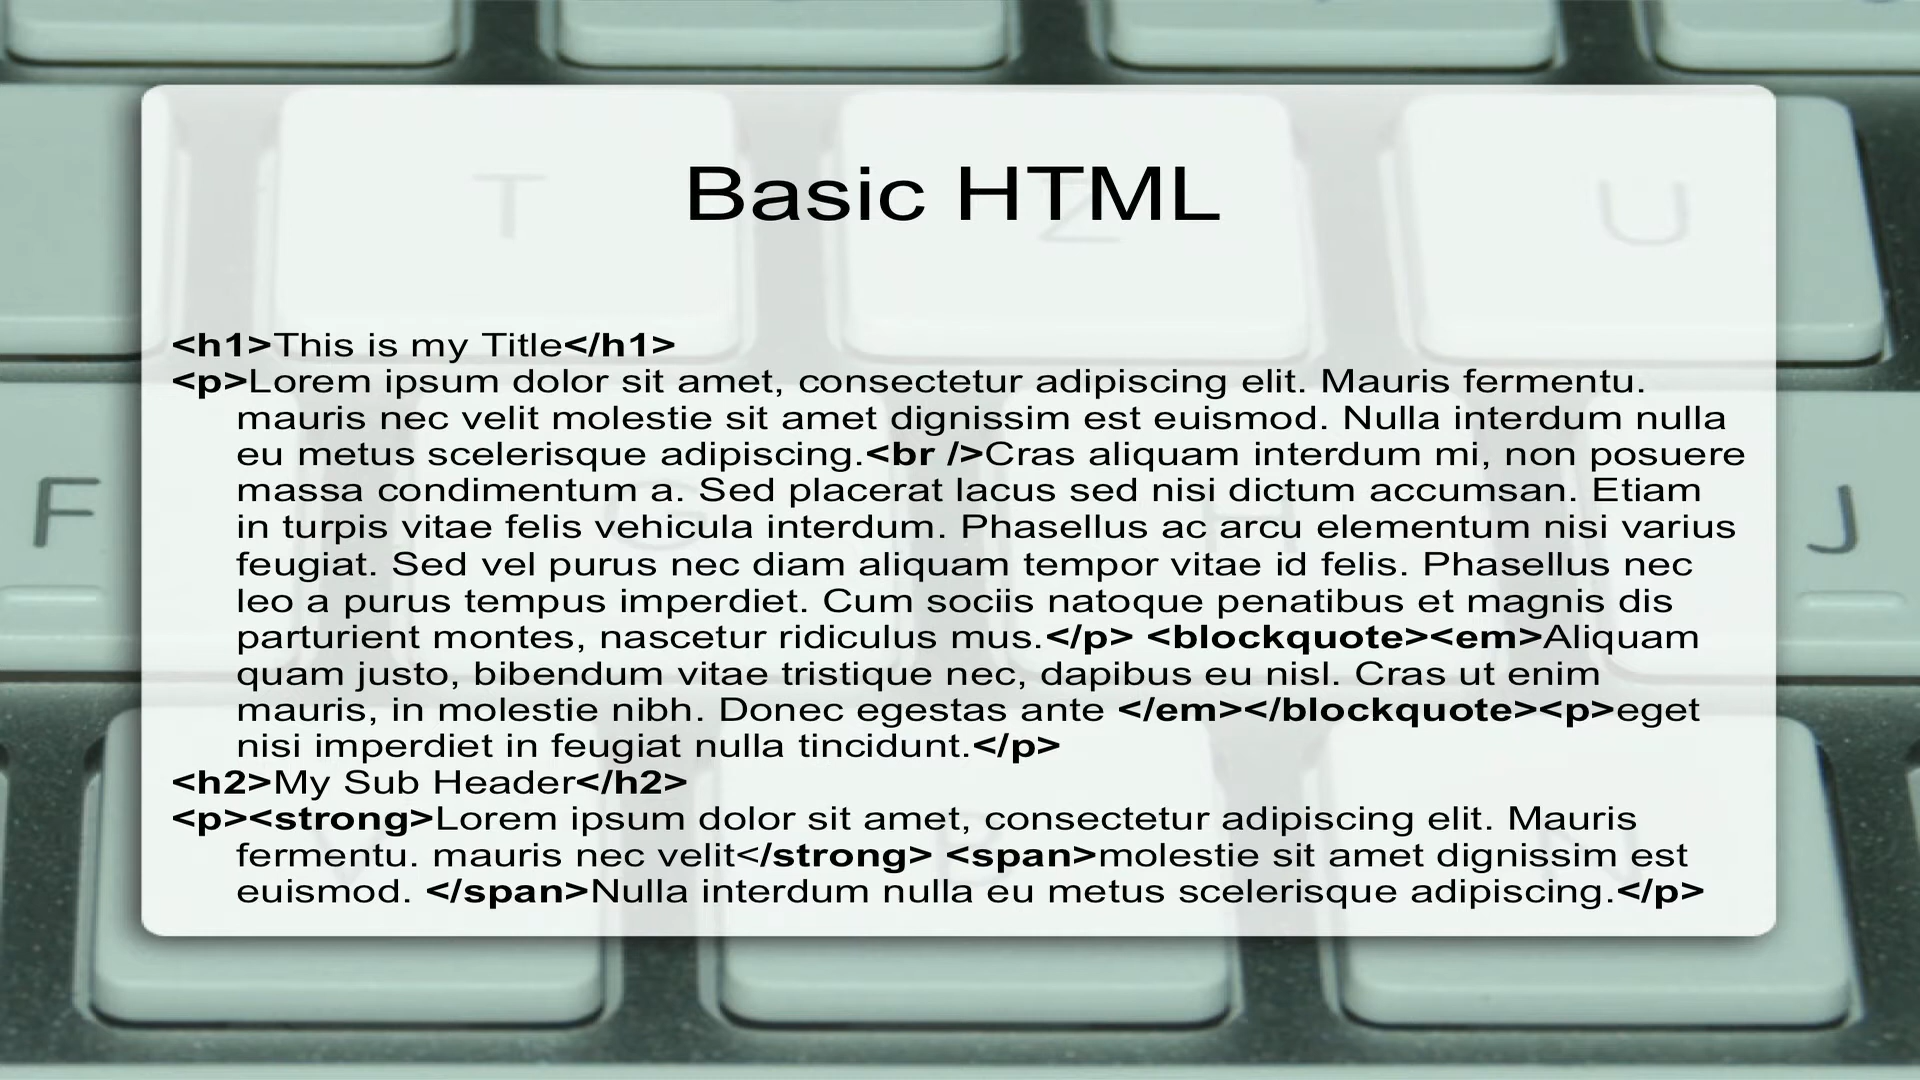 Basic HTML
T Z U
<h1>This is my Title</h1>
<p>Lorem ipsum dolor sit amet, consectetur adipiscing elit. Mauris fermentu.
mauris nec velit molestie sit amet dignissim est euismod. Nulla interdum nulla
eu metus scelerisque adipiscing.<br />Cras aliquam interdum mi, non posuere
massa condimentum a. Sed placerat lacus sed nisi dictum accumsan. Etiam
in turpis vitae felis vehicula interdum. Phasellus ac arcu elementum nisi varius
feugiat. Sed vel purus nec diam aliquam tempor vitae id felis. Phasellus nec
leo a purus tempus imperdiet. Cum sociis natoque penatibus et magnis dis
parturient montes, nascetur ridiculus mus.</p> <blockquote><em>Aliquam
quam justo, bibendum vitae tristique nec, dapibus eu nisl. Cras ut enim
mauris, in molestie nibh. Donec egestas ante </em></blockquote><p>eget
nisi imperdiet in feugiat nulla tincidunt.</p>
<h2>My Sub Header</h2>
<p><strong>Lorem ipsum dolor sit amet, consectetur adipiscing elit. Mauris
fermentu. mauris nec velit</strong> <span>molestie sit amet dignissim est
euismod. </span>Nulla interdum nulla eu metus scelerisque adipiscing.</p>
F G H J